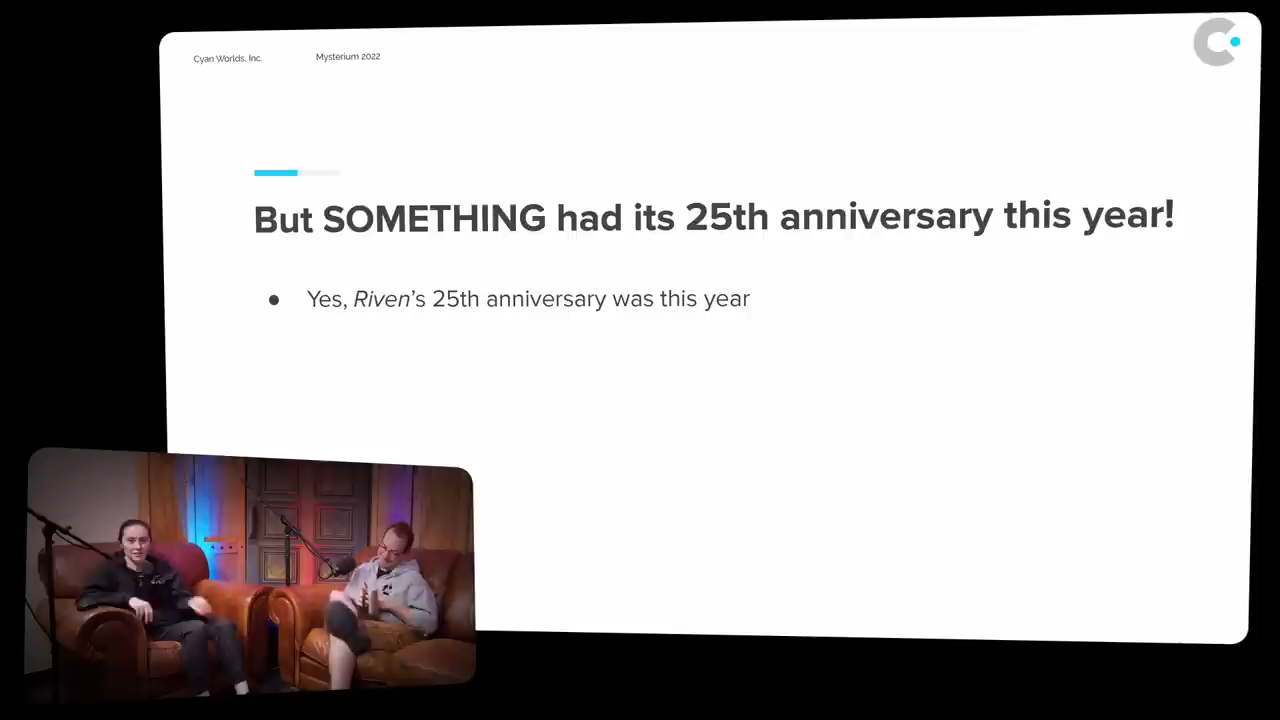 Cyan Worlds, Inc. Mysterium 2022
But SOMETHING had its 25th anniversary this year!
● Yes, Riven's 25th anniversary was this year